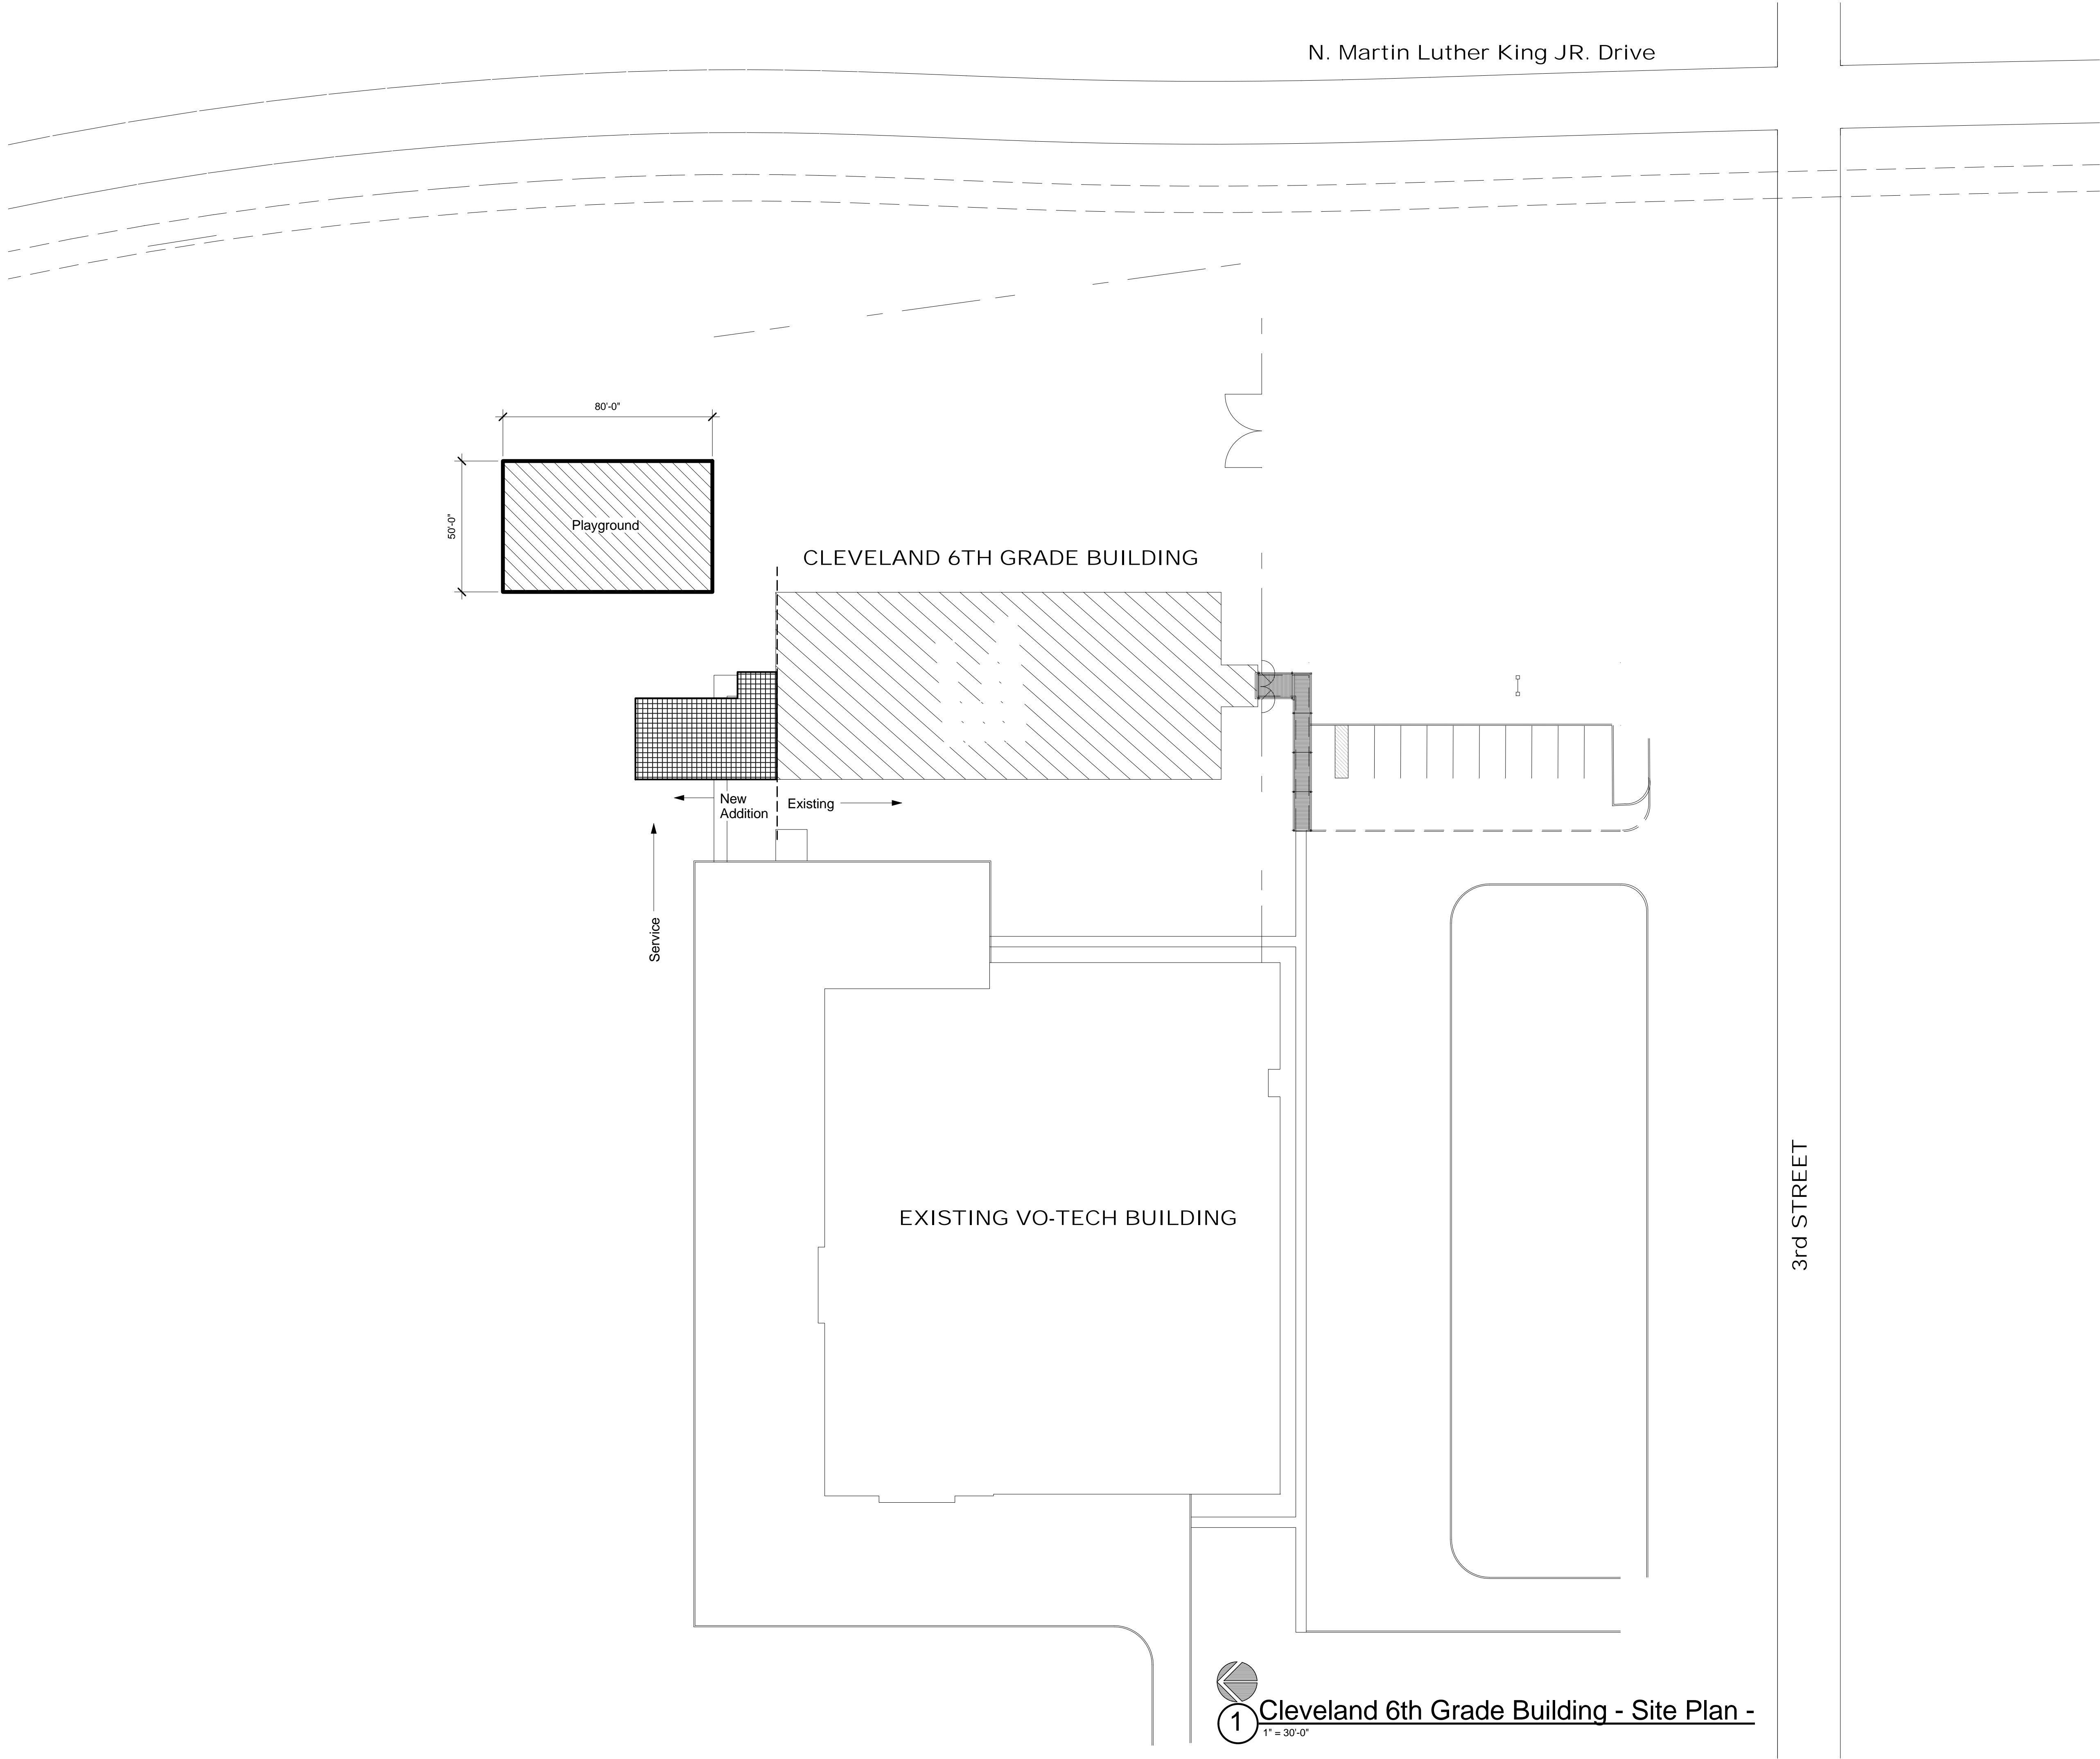 N. Martin Luther King JR. Drive
80'-0"
50'-0"
Playground
CLEVELAND 6TH GRADE BUILDING
New
Addition
Existing
Service
EXISTING VO-TECH BUILDING
3rd STREET
1
Cleveland 6th Grade Building - Site Plan -
1" = 30'-0"